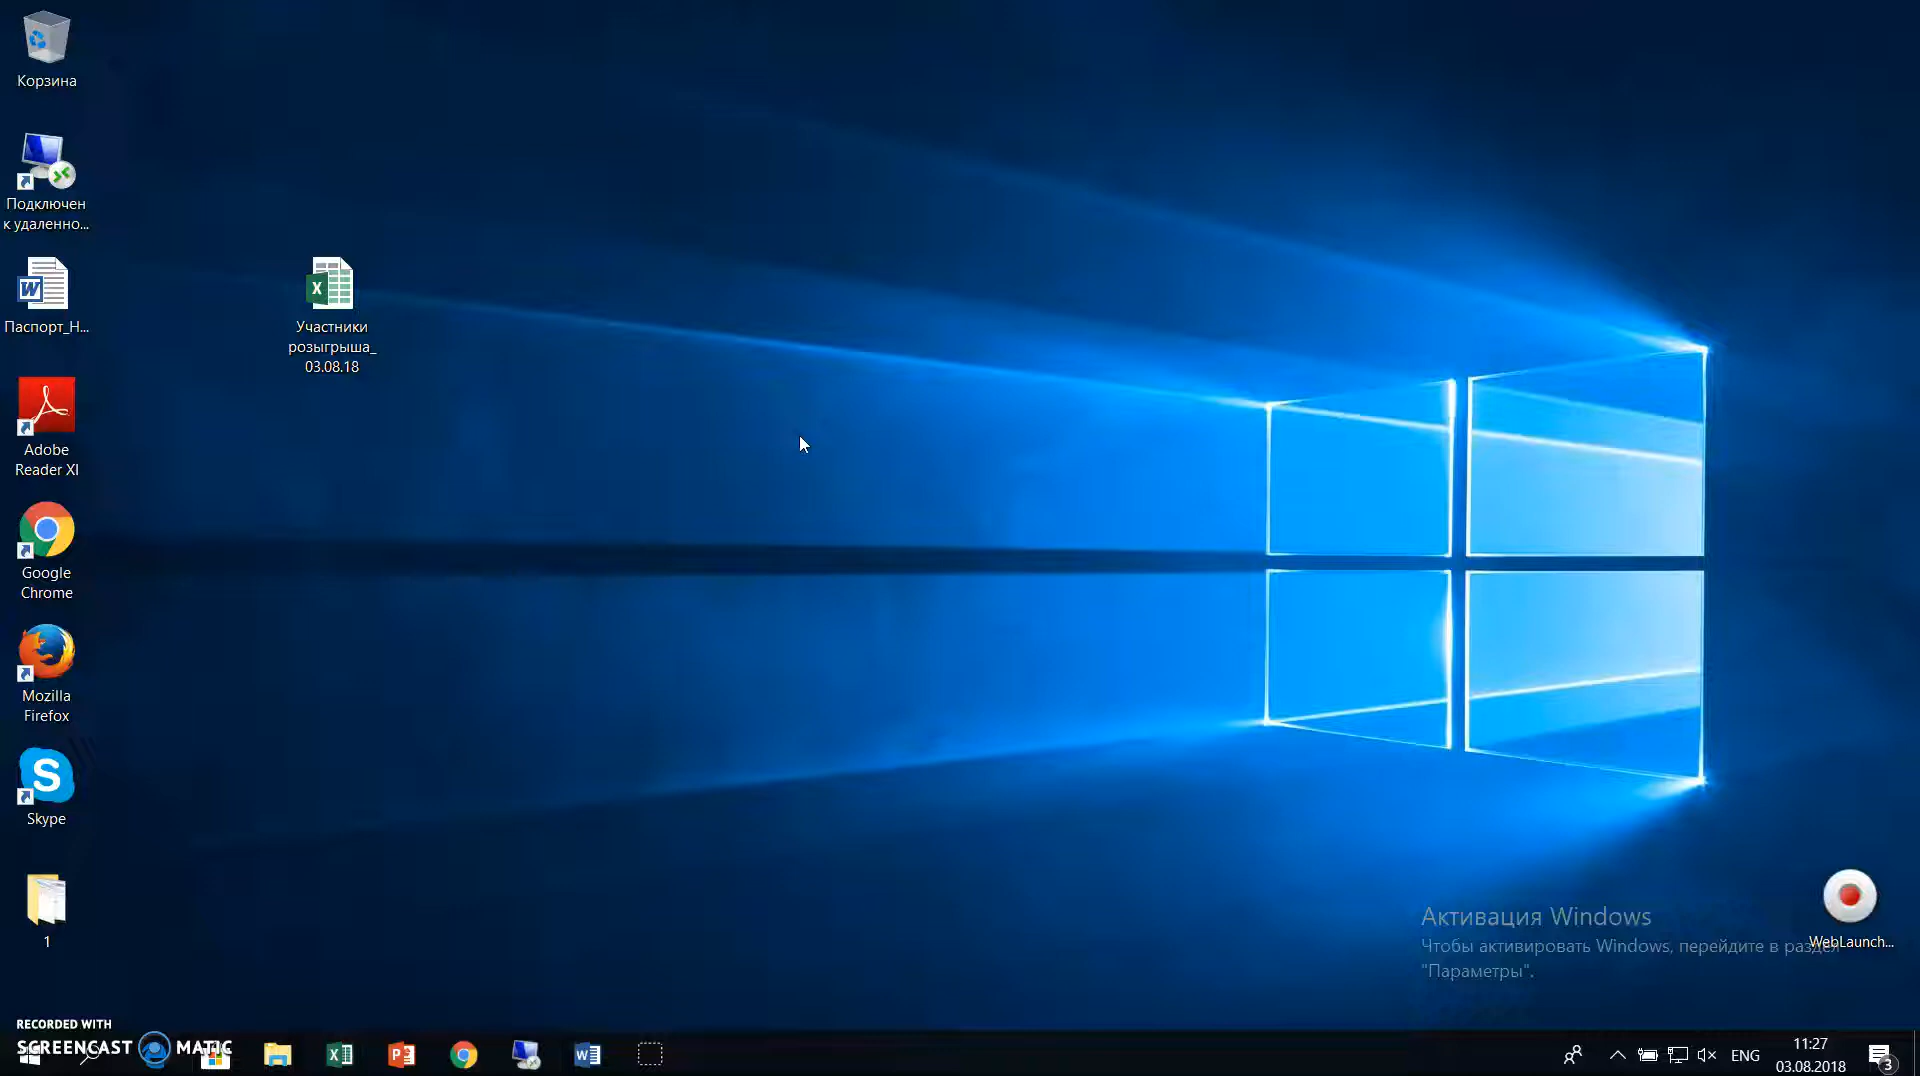 Корзина
Подключен
к удаленно...
Паспорт_Н...
Участники
розыгрыша_
03.08.18
Adobe
Reader XI
Google
Chrome
Mozilla
Firefox
S
Skype
1
Активация Windows
Чтобы активировать Windows, перейдите в раздел
"Параметры".
WebLaunch...
RECORDED WITH
SCREENCAST MATIC
ENG
11:27
03.08.2018
3